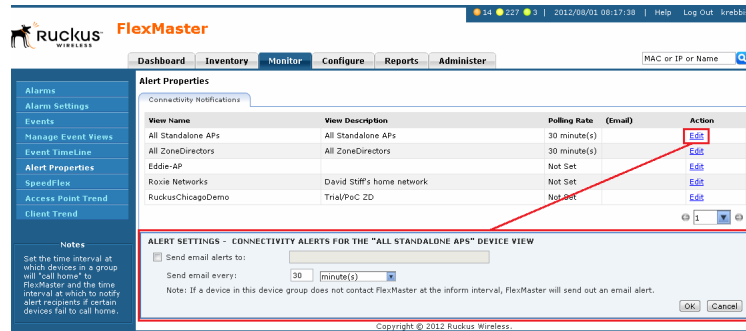 14 227 3 | 2012/08/01 08:17:38 | Help Log Out krebbi
Ruckus WIRELESS FlexMaster
Dashboard Inventory Monitor Configure Reports Administer MAC or IP or Name
Alarms
Alarm Settings
Events
Manage Event Views
Event TimeLine
Alert Properties
SpeedFlex
Access Point Trend
Client Trend
Notes
Set the time interval at
which devices in a group
will "call home" to
FlexMaster and the time
interval at which to notify
alert recipients if certain
devices fail to call home.
Alert Properties
Connectivity Notifications
View Name View Description Polling Rate (Email) Action
All Standalone APs All Standalone APs 30 minute(s) Edit
All ZoneDirectors All ZoneDirectors 30 minute(s) Edit
Eddie-AP Not Set Edit
Roxie Networks David Stiff's home network Not Set Edit
RuckusChicagoDemo Trial/PoC ZD Not Set Edit
1
ALERT SETTINGS - CONNECTIVITY ALERTS FOR THE "ALL STANDALONE APS" DEVICE VIEW
Send email alerts to:
Send email every: 30 minute(s)
Note: If a device in this device group does not contact FlexMaster at the inform interval, FlexMaster will send out an email alert.
OK Cancel
Copyright © 2012 Ruckus Wireless.